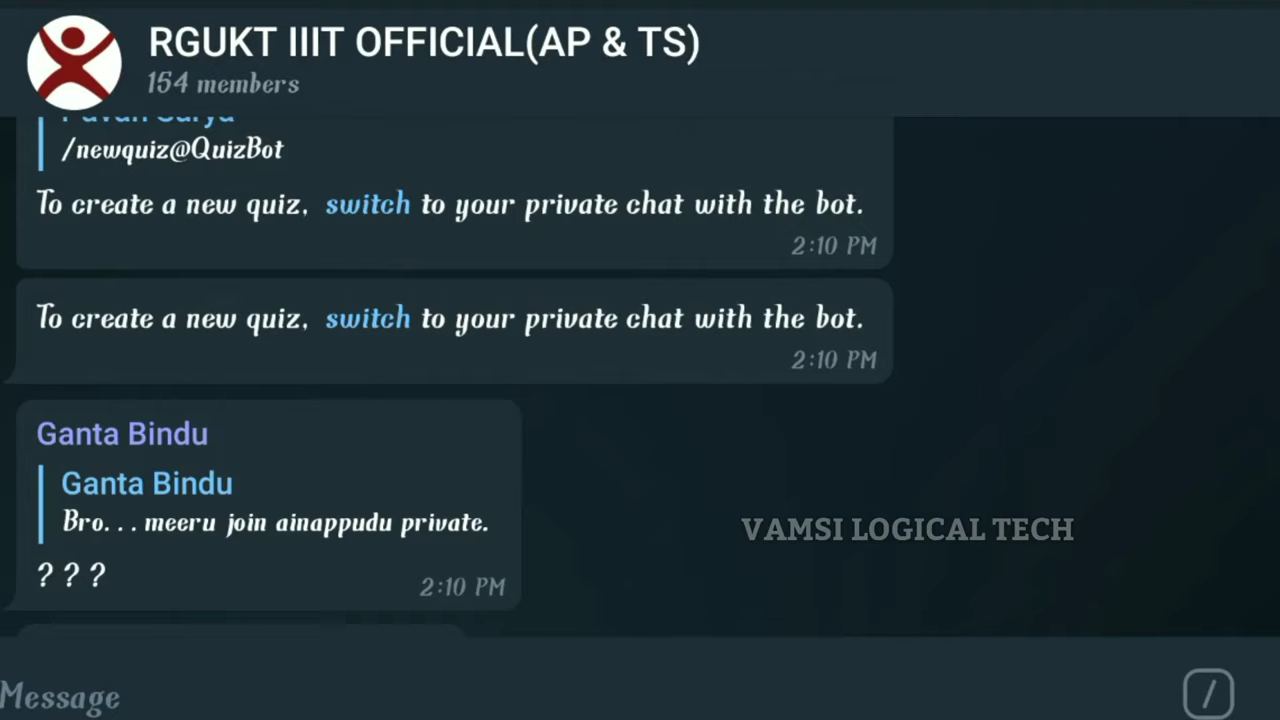 RGUKT IIIT OFFICIAL(AP & TS)
154 members
Pavan Surya
/newquiz@QuizBot
To create a new quiz, switch to your private chat with the bot.
2:10 PM
To create a new quiz, switch to your private chat with the bot.
2:10 PM
Ganta Bindu
Ganta Bindu
Bro...meeru join ainappudu private.
???
2:10 PM
VAMSI LOGICAL TECH
Message
/